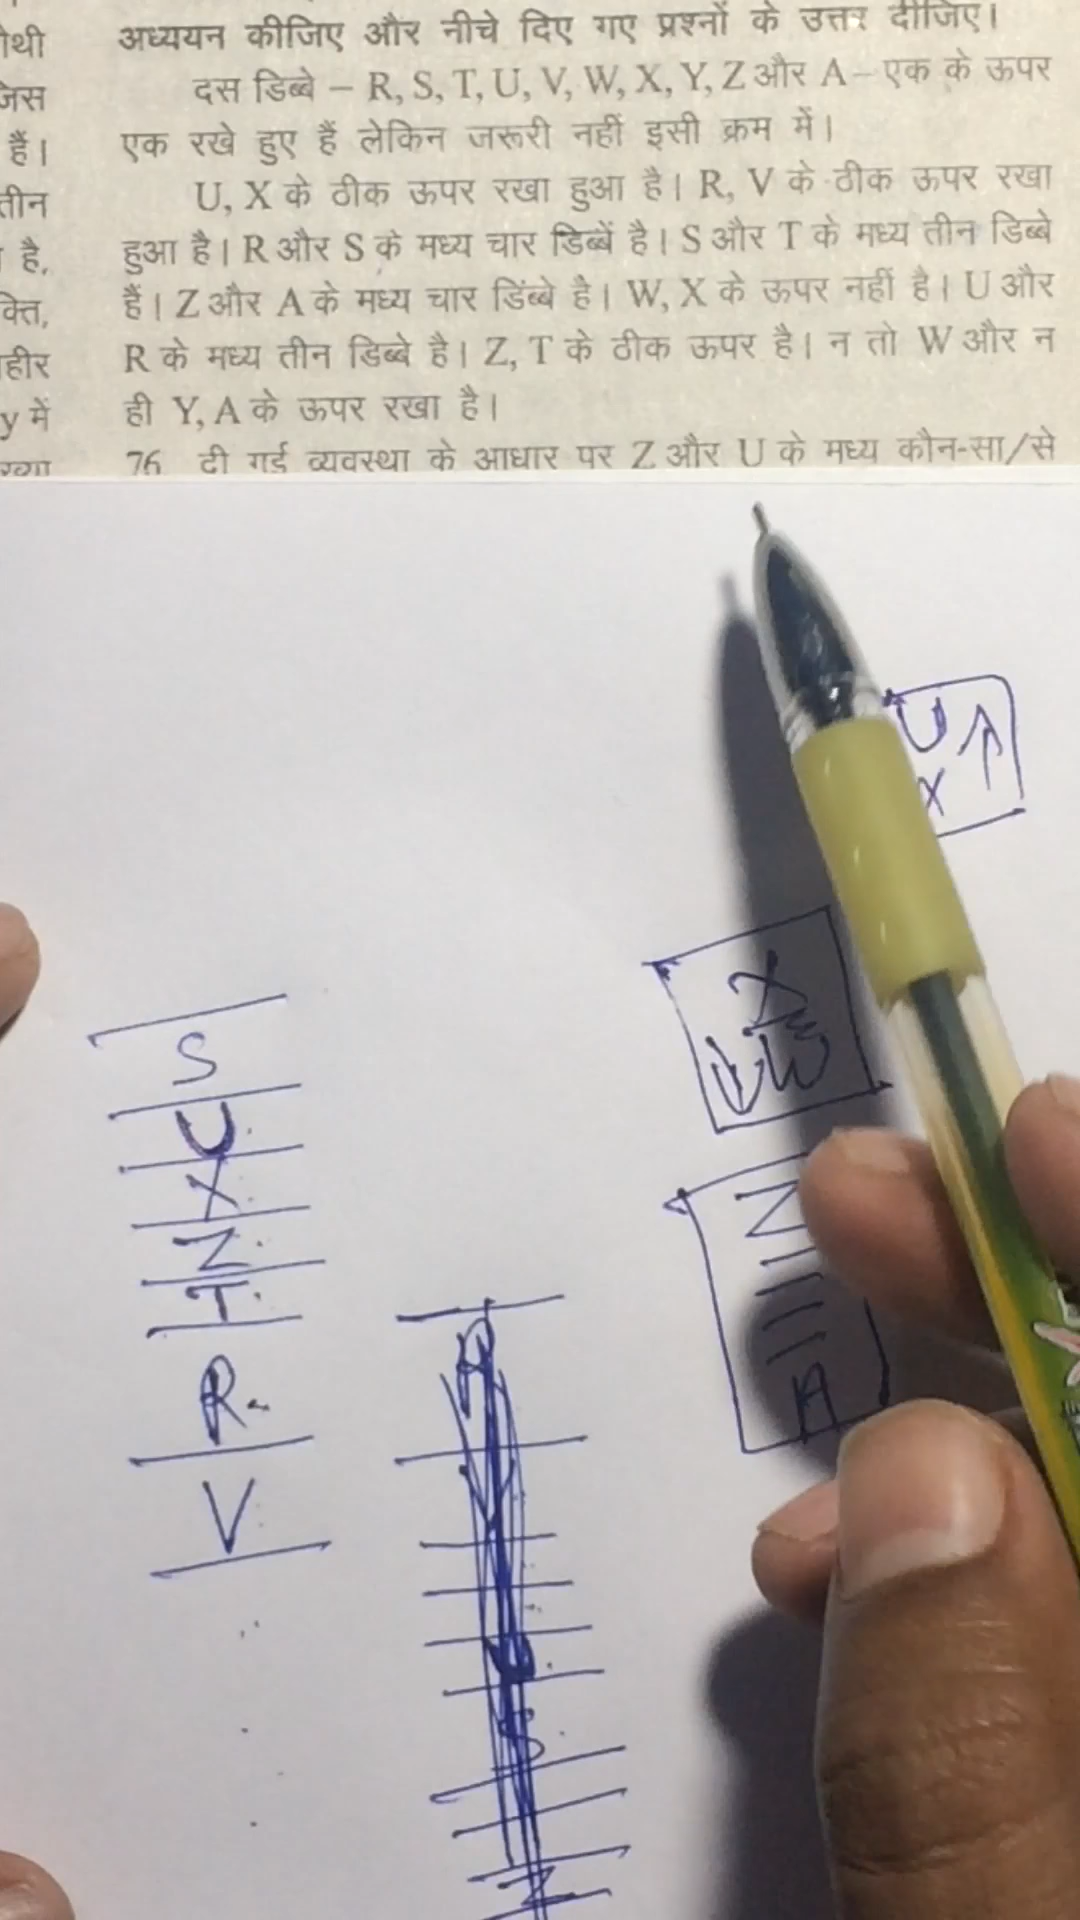 ोथी
अध्ययन कीजिए और नीचे दिए गए प्रश्नों के उत्तर दीजिए।
जिस
दस डिब्बे – R, S, T, U, V, W, X, Y, Z और A – एक के ऊपर
हैं।
एक रखे हुए हैं लेकिन जरूरी नहीं इसी क्रम में।
तीन
U, X के ठीक ऊपर रखा हुआ है। R, V के ठीक ऊपर रखा
है,
हुआ है। R और S के मध्य चार डिब्बें है। S और T के मध्य तीन डिब्बे
क्ति,
हैं। Z और A के मध्य चार डिंब्बे है। W, X के ऊपर नहीं है। U और
हीर
R के मध्य तीन डिब्बे है। Z, T के ठीक ऊपर है। न तो W और न
y में
ही Y, A के ऊपर रखा है।
76 दी गई व्यवस्था के आधार पर Z और U के मध्य कौन-सा/से
U
X
X
W
Z
A
S
U
X
Z
T
R
V
S
Z